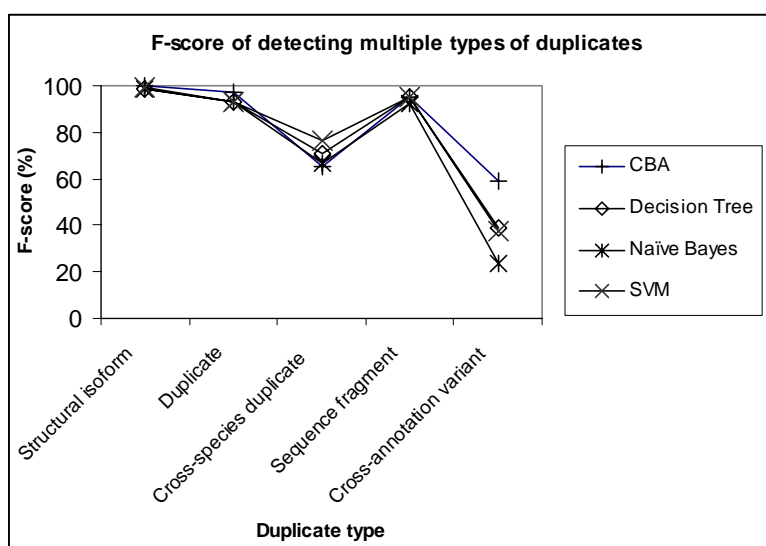 F-score of detecting multiple types of duplicates
100
80
60
40
20
0
F-score (%)
Structural isoform
Duplicate
Cross-species duplicate
Sequence fragment
Cross-annotation variant
Duplicate type
CBA
Decision Tree
Naïve Bayes
SVM